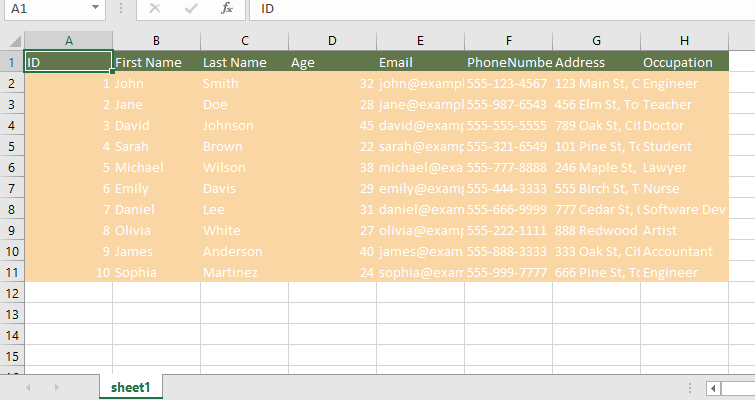 A1 fx ID
A B C D E F G H
1 ID First Name Last Name Age Email PhoneNumbe Address Occupation
2 1 John Smith 32 john@exampl 555-123-4567 123 Main St, C Engineer
3 2 Jane Doe 28 jane@exampl 555-987-6543 456 Elm St, To Teacher
4 3 David Johnson 45 david@examp 555-555-5555 789 Oak St, Cit Doctor
5 4 Sarah Brown 22 sarah@examp 555-321-6549 101 Pine St, To Student
6 5 Michael Wilson 38 michael@exa 555-777-8888 246 Maple St, Lawyer
7 6 Emily Davis 29 emily@examp 555-444-3333 555 Birch St, T Nurse
8 7 Daniel Lee 31 daniel@exam 555-666-9999 777 Cedar St, Software Dev
9 8 Olivia White 27 olivia@examp 555-222-1111 888 Redwood Artist
10 9 James Anderson 40 james@exam 555-888-3333 333 Oak St, Cit Accountant
11 10 Sophia Martinez 24 sophia@exam 555-999-7777 666 Pine St, To Engineer
12
13
14
15
sheet1